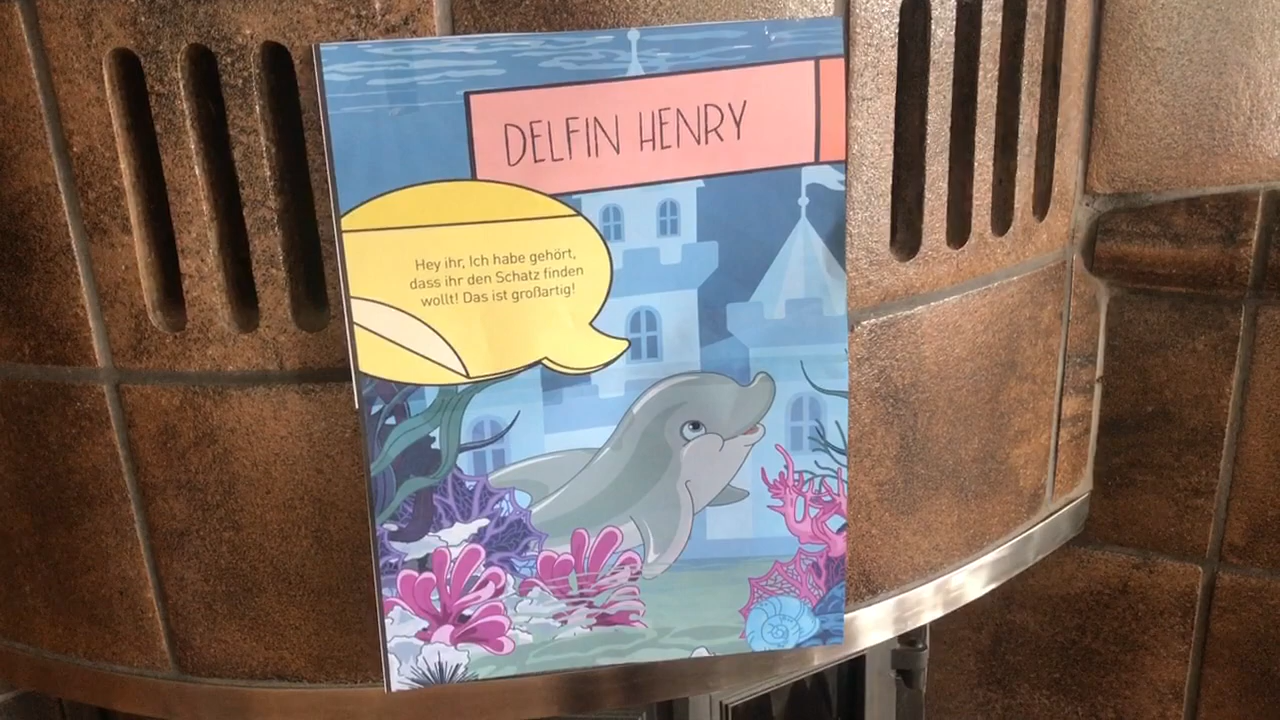 DELFIN HENRY
Hey ihr, Ich habe gehört,
dass ihr den Schatz finden
wollt! Das ist großartig!